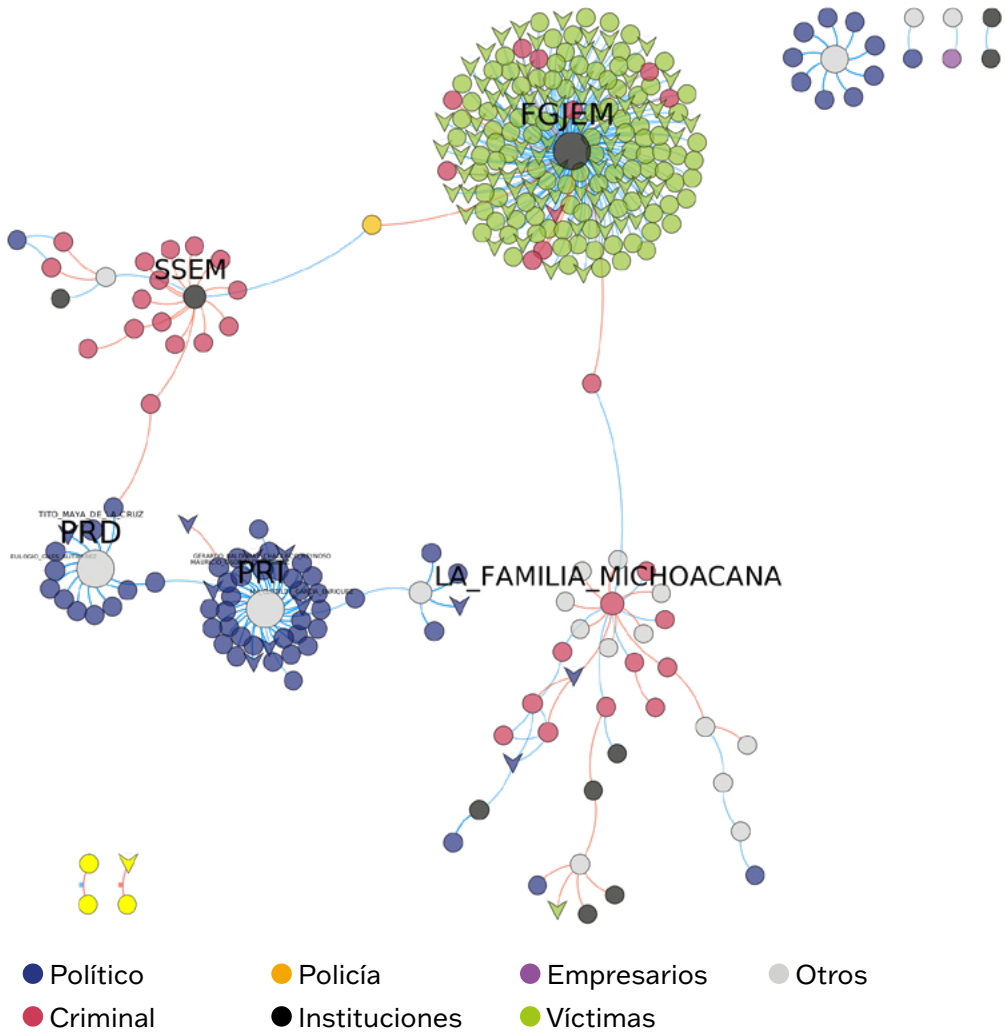 FGJEM
SSEM
TITO_MAYA_DE_LA_CRUZ
PRD
PRI
LA_FAMILIA_MICHOACANA
Político
Policía
Empresarios
Otros
Criminal
Instituciones
Víctimas